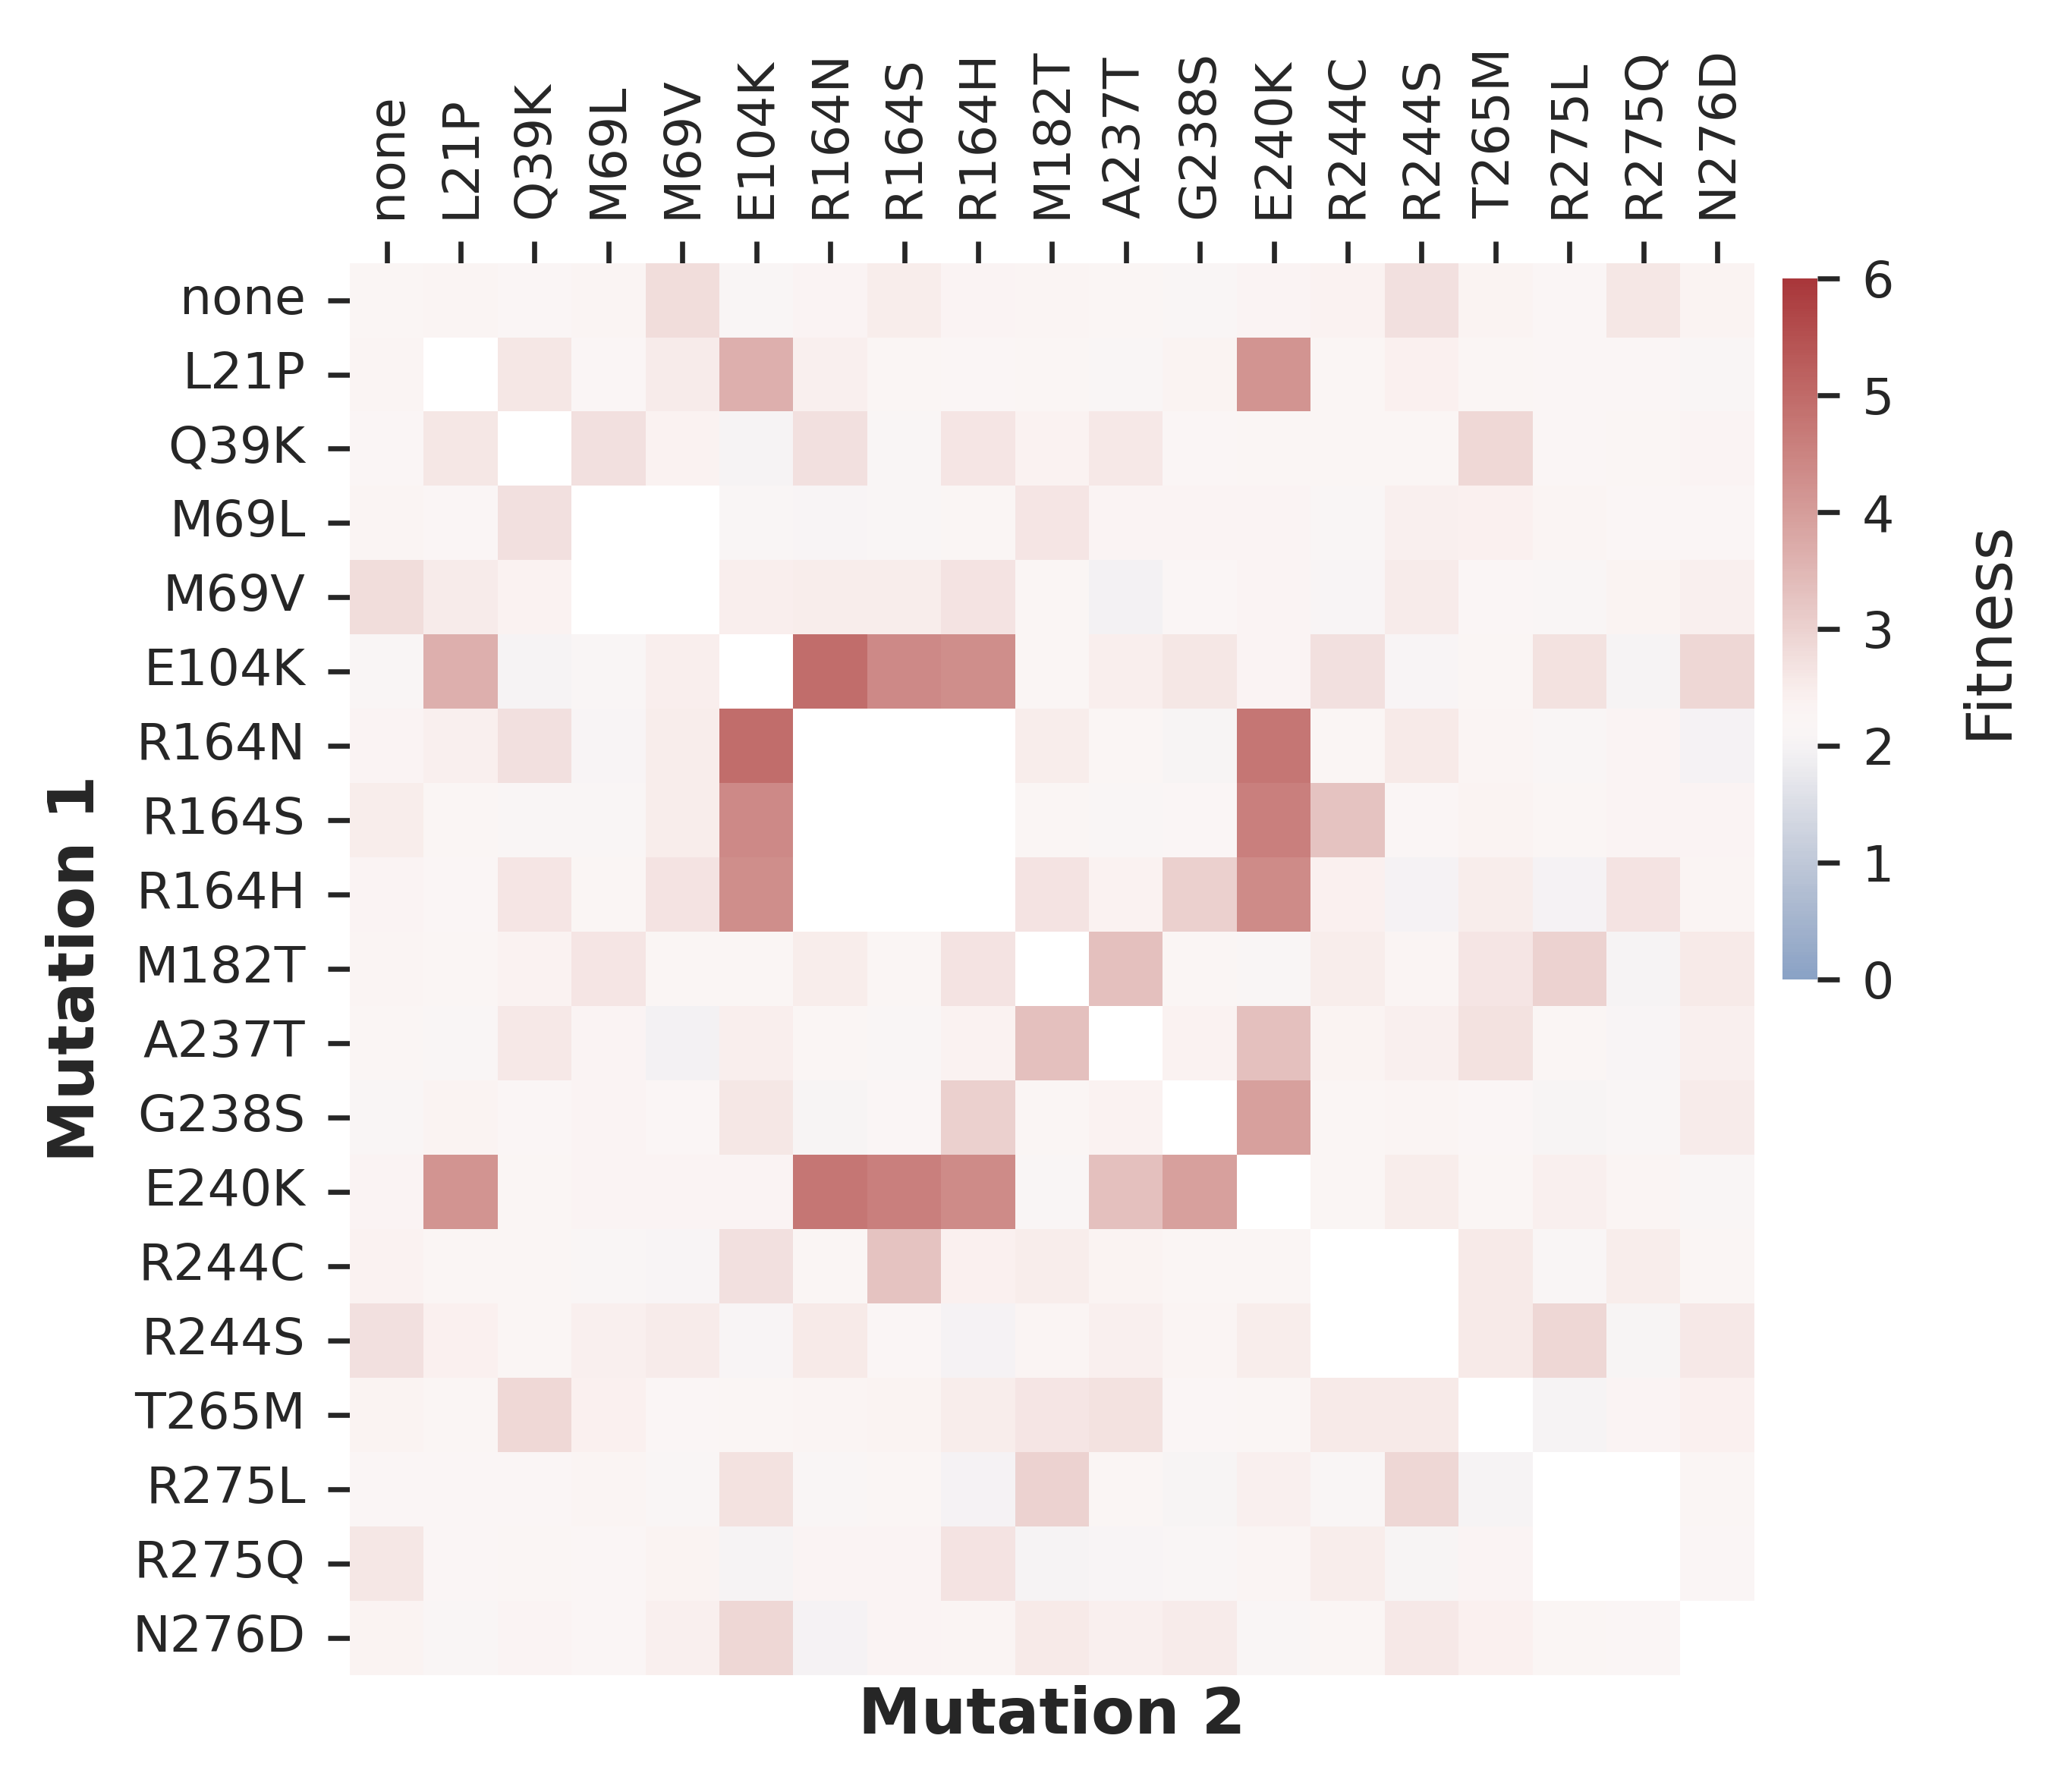 none L21P Q39K M69L M69V E104K R164N R164S R164H M182T A237T G238S E240K R244C R244S T265M R275L R275Q N276D
none
L21P
Q39K
M69L
M69V
E104K
R164N
R164S
R164H
M182T
A237T
G238S
E240K
R244C
R244S
T265M
R275L
R275Q
N276D
Mutation 1
Mutation 2
6
5
4
3
2
1
0
Fitness